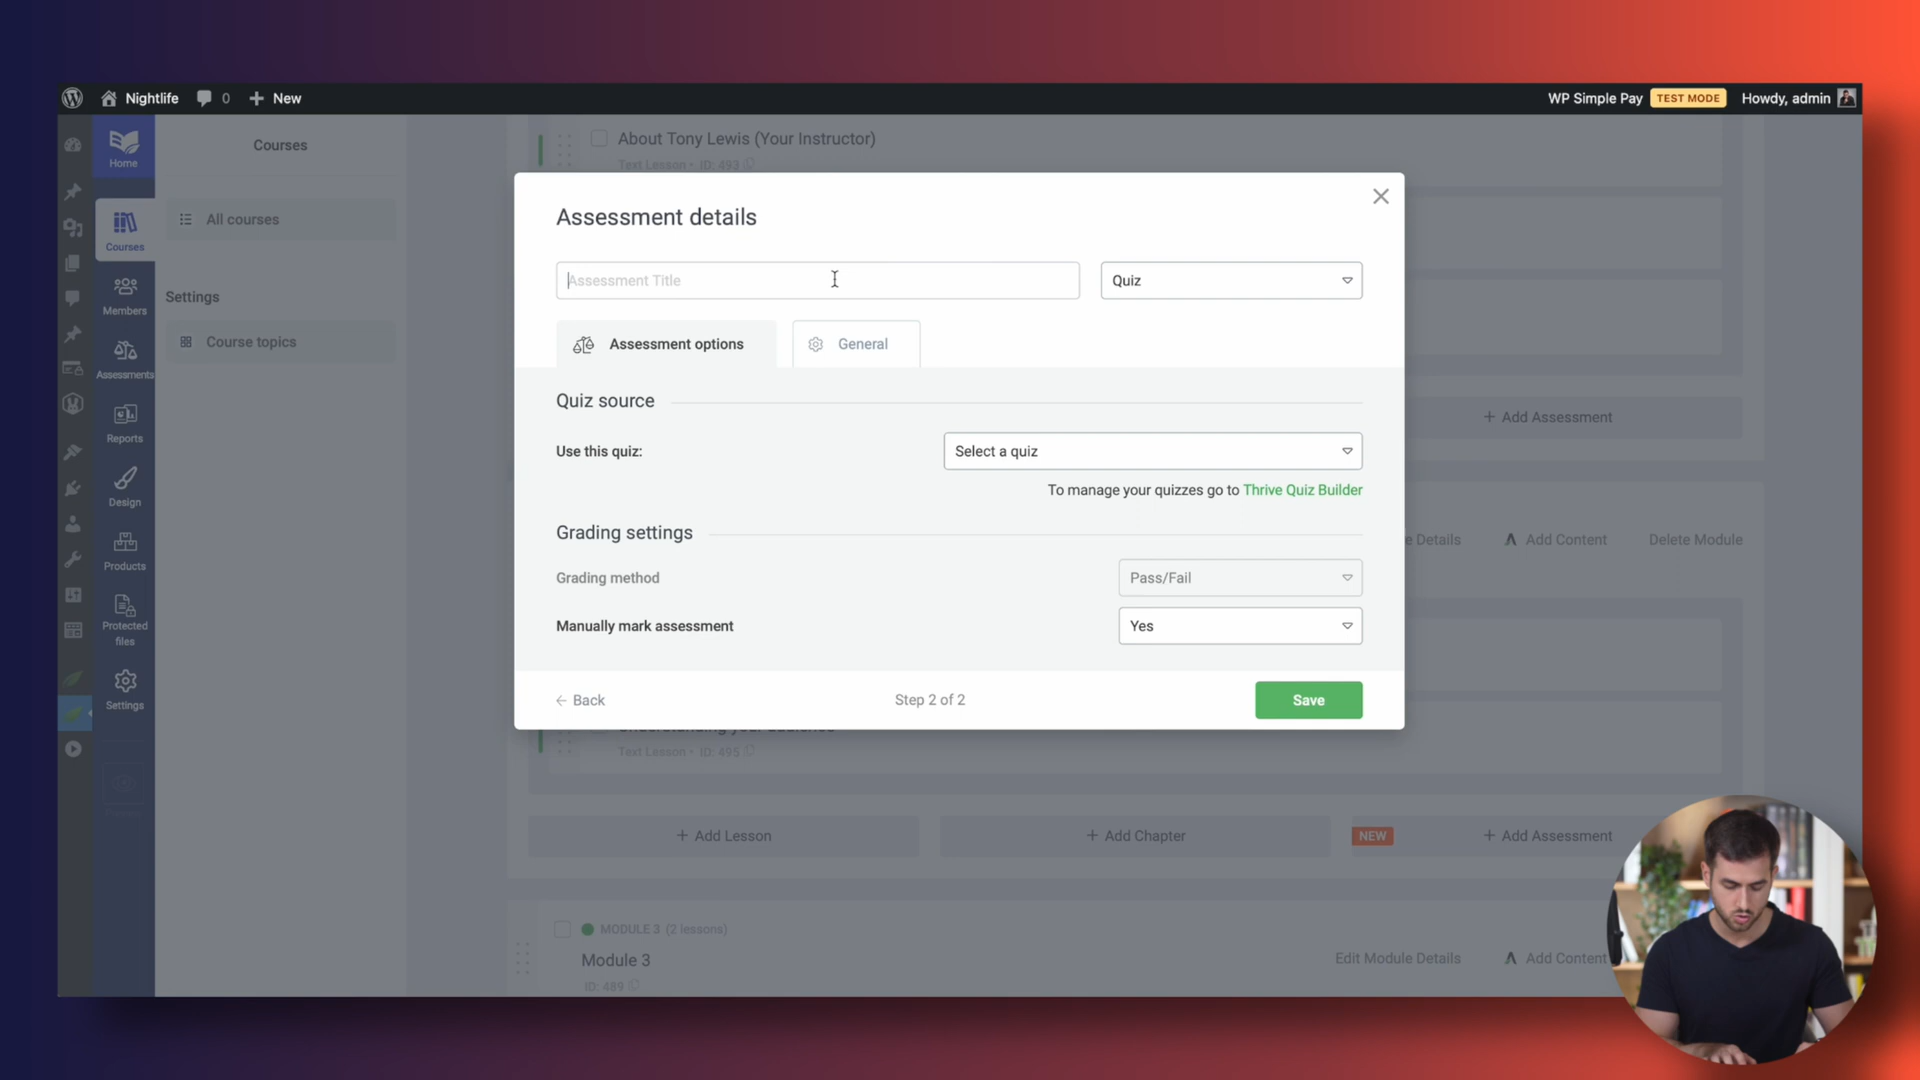 Nightlife 0 + New WP Simple Pay TEST MODE Howdy, admin
Home
Courses
Members
Assessments
Reports
Design
Products
Protected
files
Settings
Courses
All courses
Settings
Course topics
About Tony Lewis (Your Instructor)
Text Lesson • ID: 493
Assessment details
Assessment Title
Quiz
Assessment options
General
Quiz source
Use this quiz:
Select a quiz
To manage your quizzes go to Thrive Quiz Builder
Grading settings
Grading method
Pass/Fail
Manually mark assessment
Yes
← Back
Step 2 of 2
Save
+ Add Assessment
e Details
Add Content
Delete Module
Understanding your audience
Text Lesson • ID: 495
+ Add Lesson
+ Add Chapter
NEW
+ Add Assessment
MODULE 3 (2 lessons)
Module 3
ID: 489
Edit Module Details
Add Content